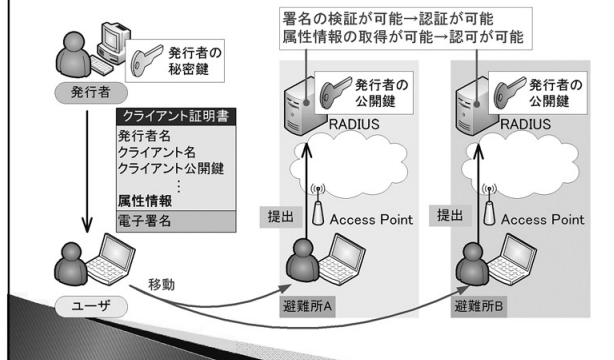 署名の検証が可能→認証が可能
属性情報の取得が可能→認可が可能
発行者の
秘密鍵
発行者
クライアント証明書
発行者名
クライアント名
クライアント公開鍵
⋮
属性情報
電子署名
ユーザ
移動
発行者の
公開鍵
RADIUS
提出
Access Point
避難所A
発行者の
公開鍵
RADIUS
提出
Access Point
避難所B